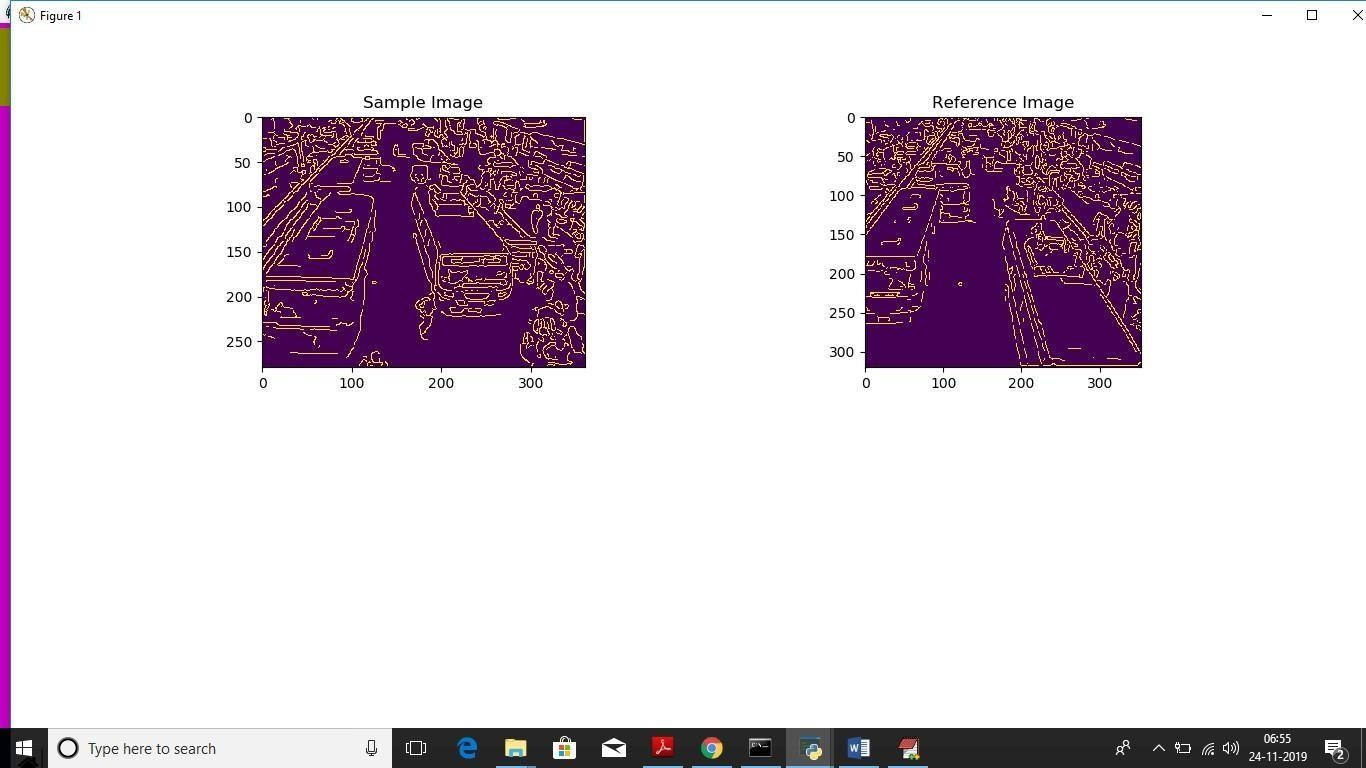 Figure 1
Sample Image
Reference Image
0
50
100
150
200
250
0 100 200 300
0
50
100
150
200
250
300
0 100 200 300
Type here to search
06:55
24-11-2019
2